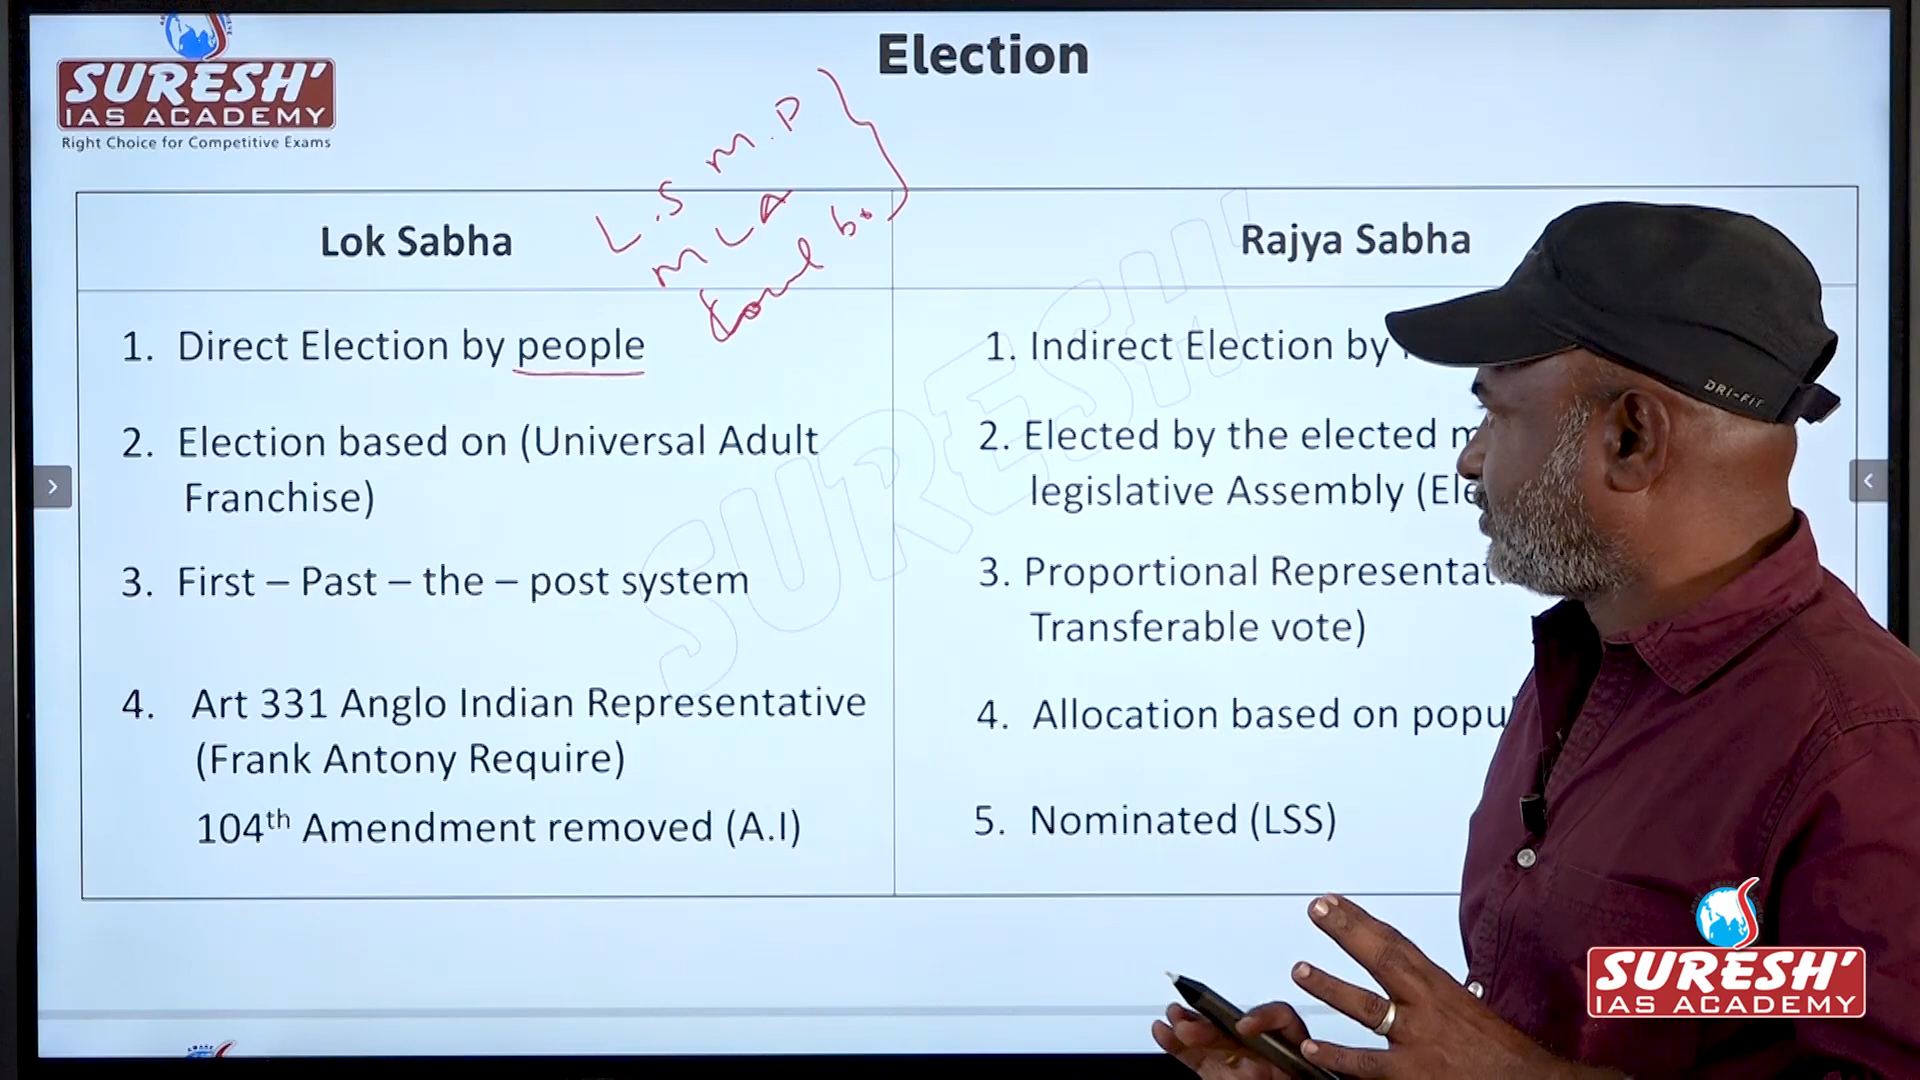 SURESH'
IAS ACADEMY
Right Choice for Competitive Exams
Election
L.S M.P
MLA
Local bo
Lok Sabha
Rajya Sabha
1. Direct Election by people
2. Election based on (Universal Adult
Franchise)
3. First – Past – the – post system
4. Art 331 Anglo Indian Representative
(Frank Antony Require)
104th Amendment removed (A.I)
1. Indirect Election by
2. Elected by the elected
legislative Assembly (Ele
3. Proportional Representat
Transferable vote)
4. Allocation based on popu
5. Nominated (LSS)
SURESH'
DRI-FIT
SURESH'
IAS ACADEMY